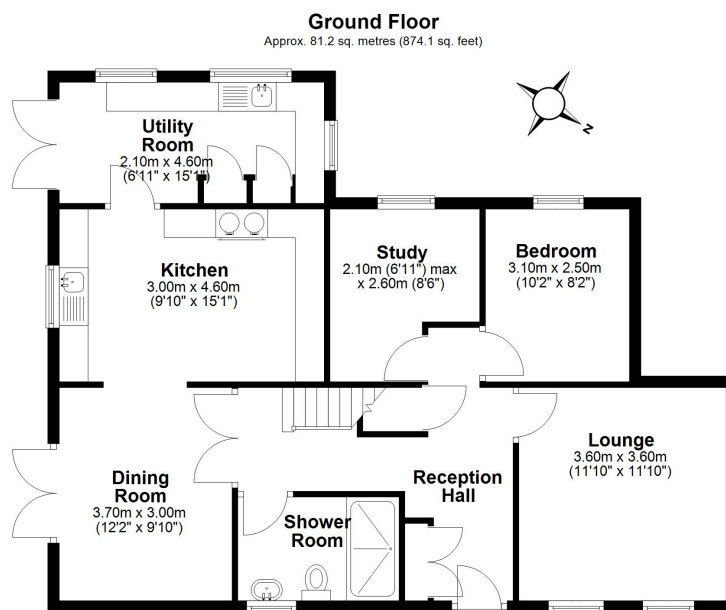 Ground Floor
Approx. 81.2 sq. metres (874.1 sq. feet)
N
Utility
Room
2.10m x 4.60m
(6'11" x 15'1")
Kitchen
3.00m x 4.60m
(9'10" x 15'1")
Study
2.10m (6'11") max
x 2.60m (8'6")
Bedroom
3.10m x 2.50m
(10'2" x 8'2")
Dining
Room
3.70m x 3.00m
(12'2" x 9'10")
Shower
Room
Reception
Hall
Lounge
3.60m x 3.60m
(11'10" x 11'10")